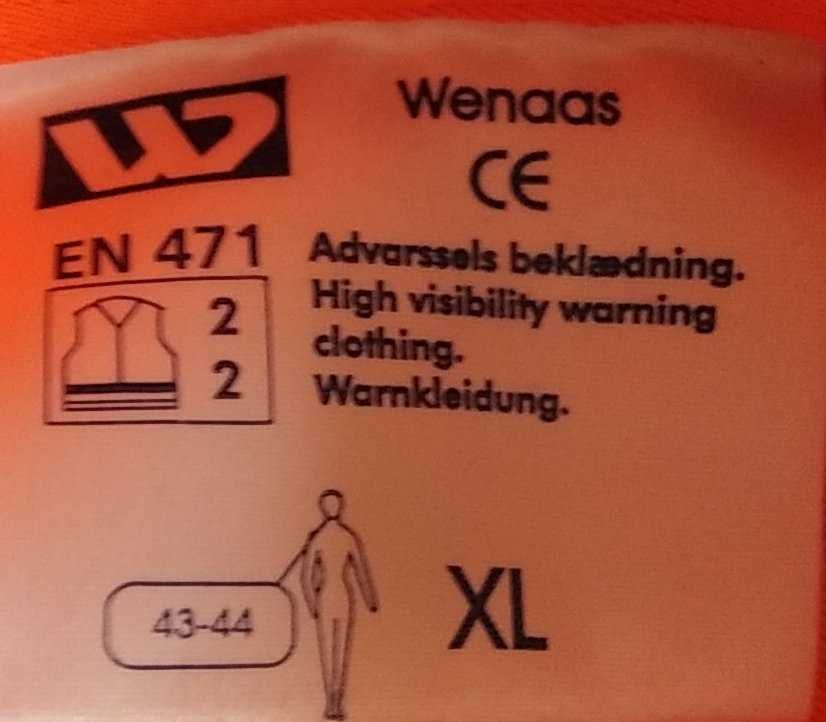 Wenaas
CE
EN 471
2
2
Advarssels beklædning.
High visibility warning
clothing.
Warnkleidung.
43-44
XL